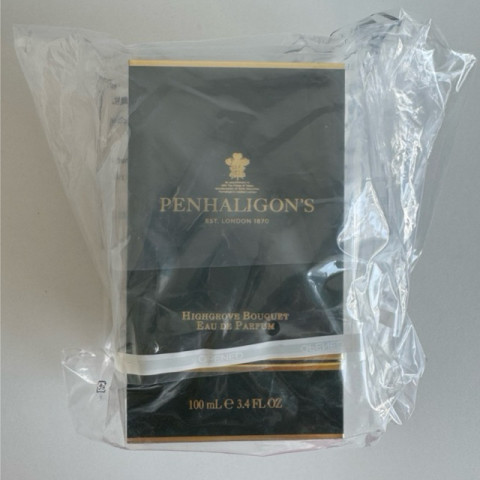 PENHALIGON'S
EST. LONDON 1870
HIGHGROVE BOUQUET
EAU DE PARFUM
100 mL ℮ 3.4 FL OZ